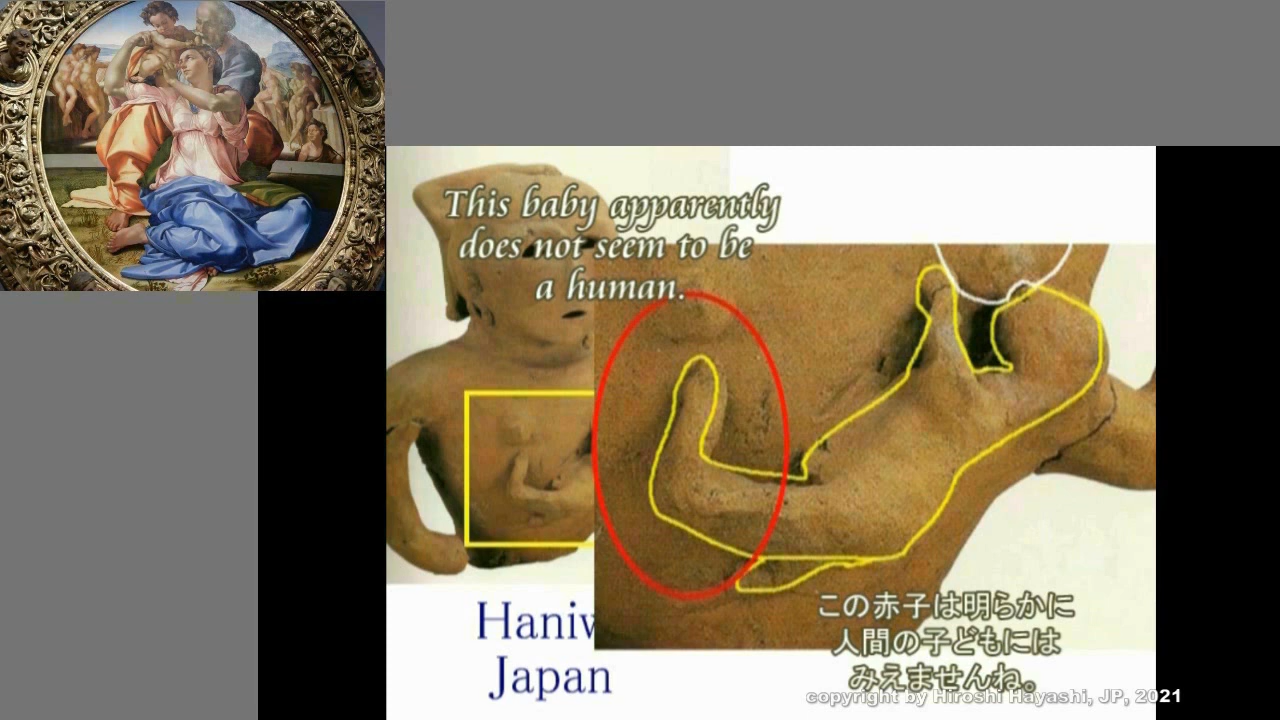 This baby apparently
does not seem to be
a human.
Haniw
Japan
この赤子は明らかに
人間の子どもには
みえませんね。
copyright by Hiroshi Hayashi, JP, 2021